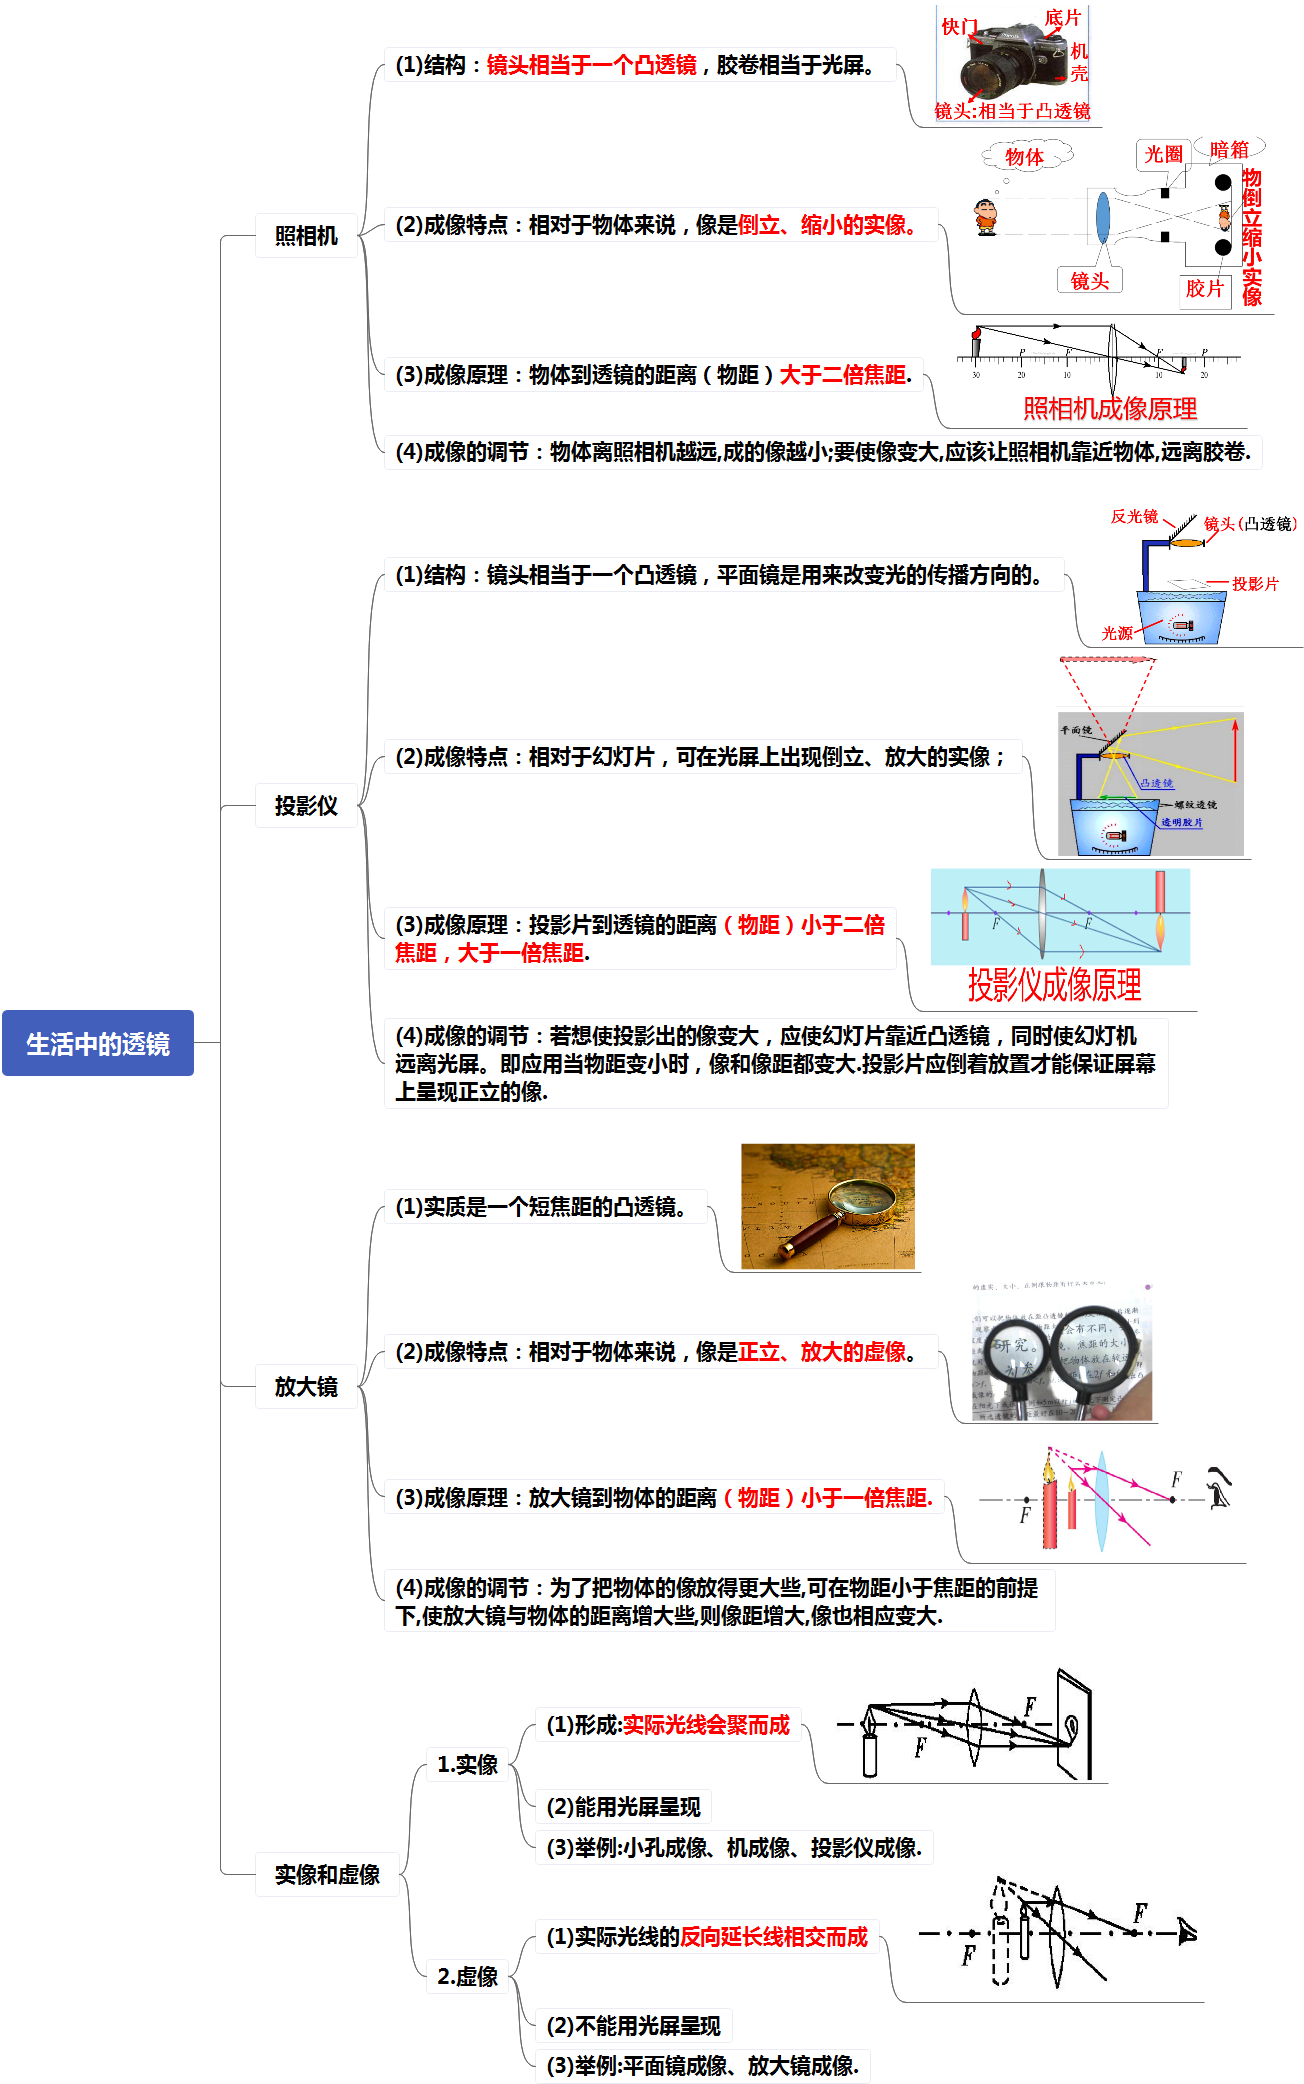 生活中的透镜
照相机
(1)结构：镜头相当于一个凸透镜，胶卷相当于光屏。
快门
底片
机壳
镜头:相当于凸透镜
(2)成像特点：相对于物体来说，像是倒立、缩小的实像。
物体
光圈
暗箱
镜头
胶片
物倒立缩小实像
(3)成像原理：物体到透镜的距离（物距）大于二倍焦距.
P F F P
30 20 10 10 20
照相机成像原理
(4)成像的调节：物体离照相机越远,成的像越小;要使像变大,应该让照相机靠近物体,远离胶卷.
投影仪
(1)结构：镜头相当于一个凸透镜，平面镜是用来改变光的传播方向的。
反光镜
镜头(凸透镜)
投影片
光源
(2)成像特点：相对于幻灯片，可在光屏上出现倒立、放大的实像；
平面镜
凸透镜
螺纹透镜
透明胶片
(3)成像原理：投影片到透镜的距离（物距）小于二倍
焦距，大于一倍焦距.
F F
投影仪成像原理
(4)成像的调节：若想使投影出的像变大，应使幻灯片靠近凸透镜，同时使幻灯机
远离光屏。即应用当物距变小时，像和像距都变大.投影片应倒着放置才能保证屏幕
上呈现正立的像.
放大镜
(1)实质是一个短焦距的凸透镜。
(2)成像特点：相对于物体来说，像是正立、放大的虚像。
研究。
会有不同，
焦距的大小
把物体放在较远
(3)成像原理：放大镜到物体的距离（物距）小于一倍焦距.
F
F
(4)成像的调节：为了把物体的像放得更大些,可在物距小于焦距的前提
下,使放大镜与物体的距离增大些,则像距增大,像也相应变大.
实像和虚像
1.实像
(1)形成:实际光线会聚而成
F
F
(2)能用光屏呈现
(3)举例:小孔成像、机成像、投影仪成像.
2.虚像
(1)实际光线的反向延长线相交而成
F
F
(2)不能用光屏呈现
(3)举例:平面镜成像、放大镜成像.